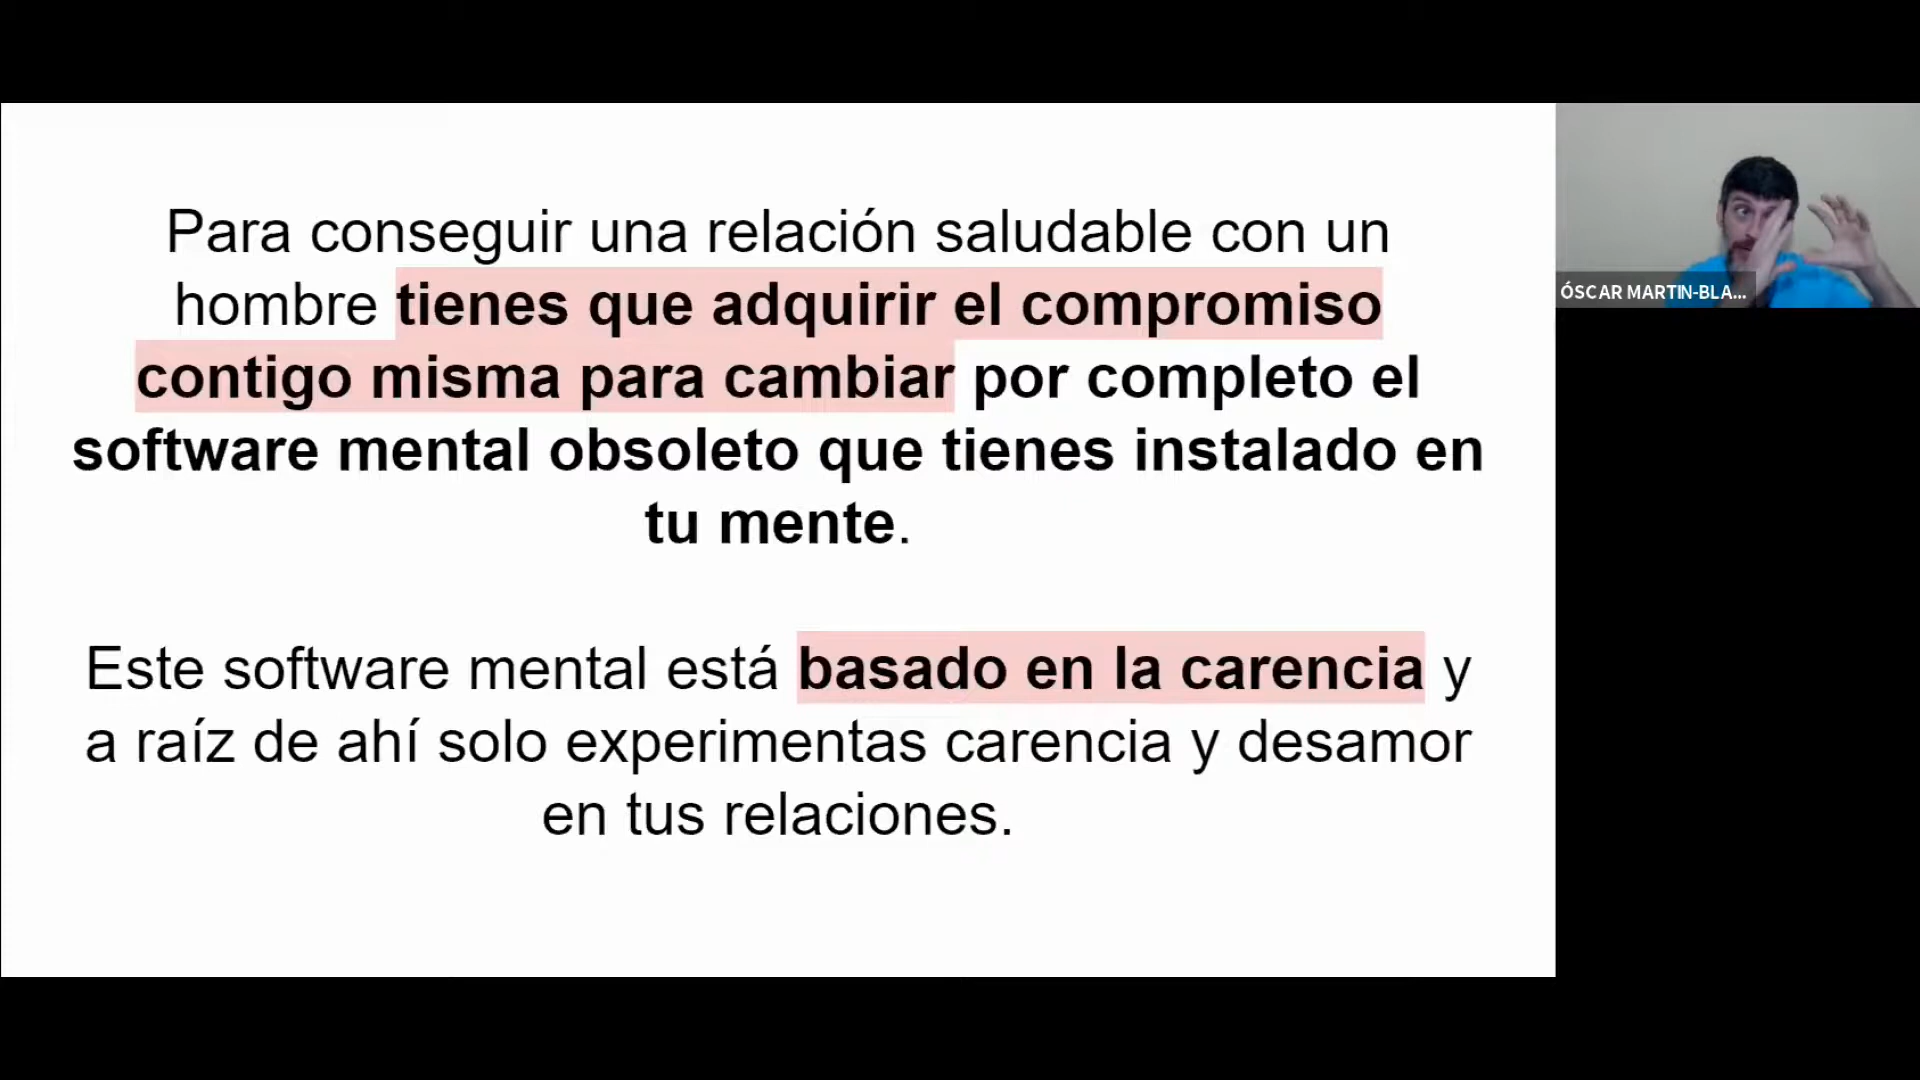 Para conseguir una relación saludable con un
hombre tienes que adquirir el compromiso
contigo misma para cambiar por completo el
software mental obsoleto que tienes instalado en
tu mente.
Este software mental está basado en la carencia y
a raíz de ahí solo experimentas carencia y desamor
en tus relaciones.
ÓSCAR MARTIN-BLA...